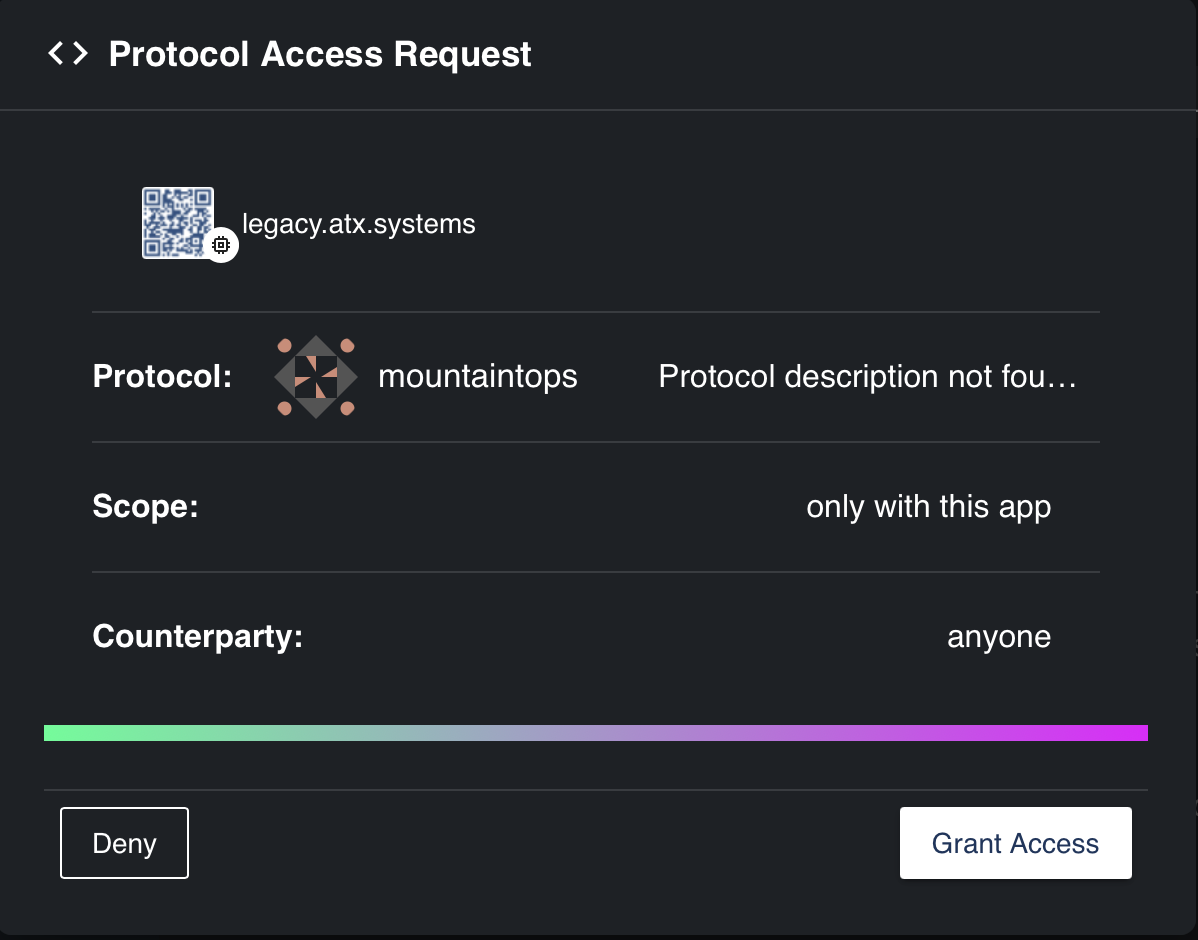 Protocol Access Request
legacy.atx.systems
Protocol: mountaintops Protocol description not fou…
Scope: only with this app
Counterparty: anyone
Deny Grant Access